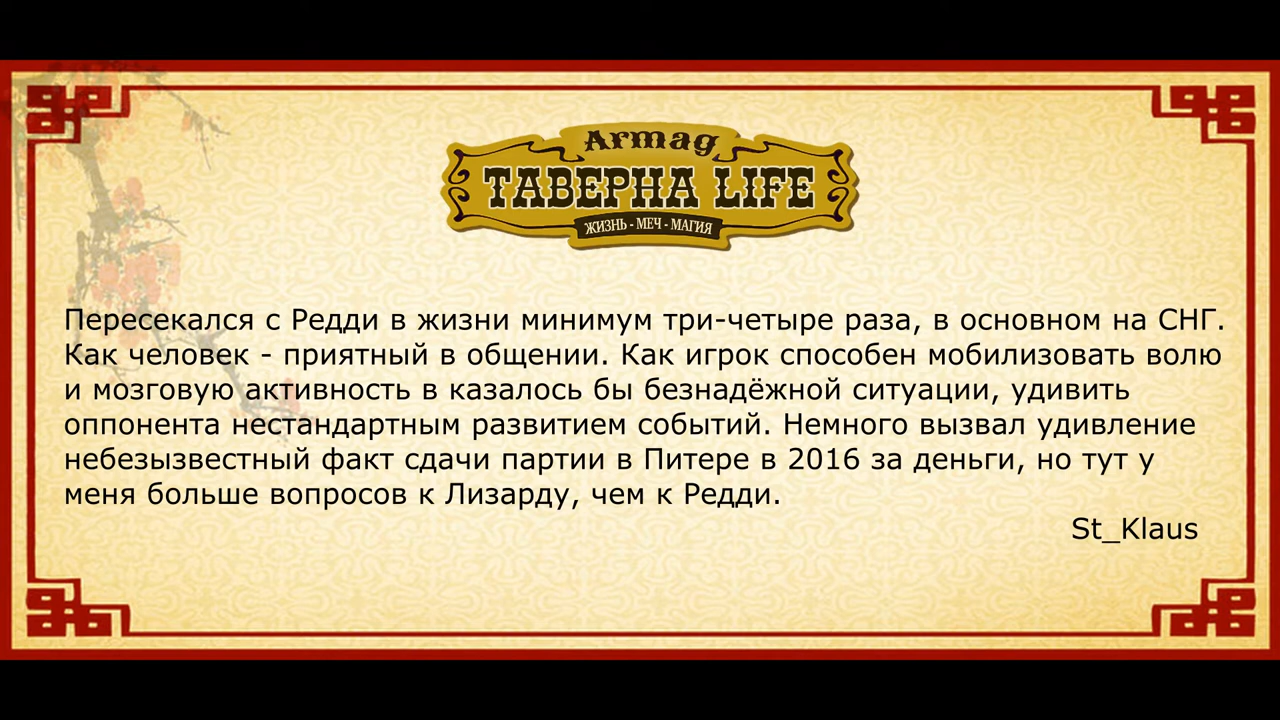 Armag
ТАВЕРНА LIFE
ЖИЗНЬ - МЕЧ - МАГИЯ
Пересекался с Редди в жизни минимум три-четыре раза, в основном на СНГ.
Как человек - приятный в общении. Как игрок способен мобилизовать волю
и мозговую активность в казалось бы безнадёжной ситуации, удивить
оппонента нестандартным развитием событий. Немного вызвал удивление
небезызвестный факт сдачи партии в Питере в 2016 за деньги, но тут у
меня больше вопросов к Лизарду, чем к Редди.
St_Klaus